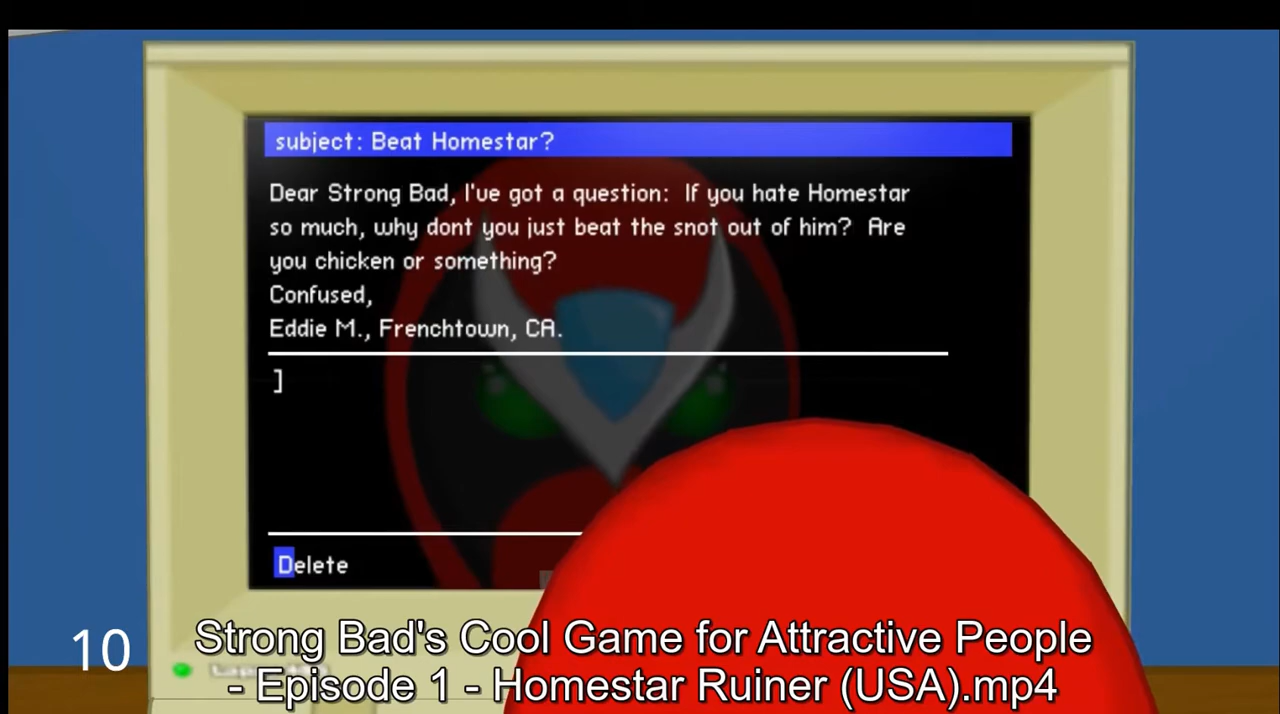 subject: Beat Homestar?
Dear Strong Bad, I've got a question: If you hate Homestar
so much, why dont you just beat the snot out of him? Are
you chicken or something?
Confused,
Eddie M., Frenchtown, CA.
]
Delete
10
Strong Bad's Cool Game for Attractive People
- Episode 1 - Homestar Ruiner (USA).mp4